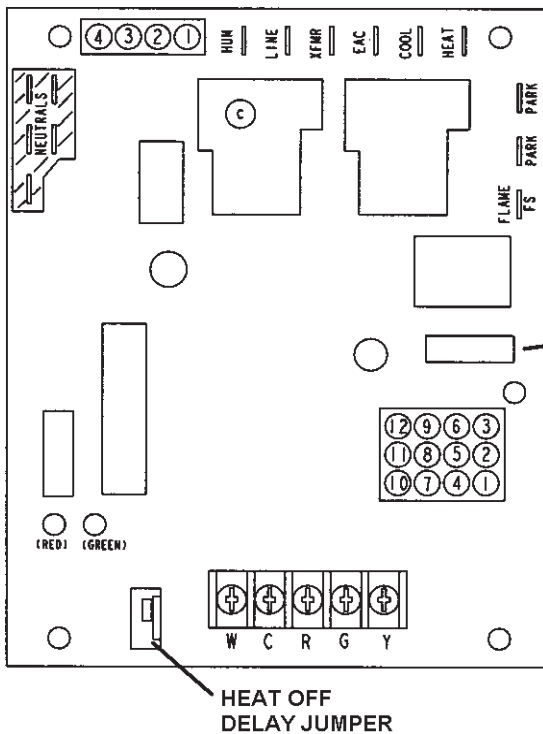 4 3 2 1
HUM LINE XFMR EAC COOL HEAT
NEUTRALS
PARK
PARK
FLAME
FS
C
12 9 6 3
11 8 5 2
10 7 4 1
(RED) (GREEN)
W C R G Y
HEAT OFF
DELAY JUMPER